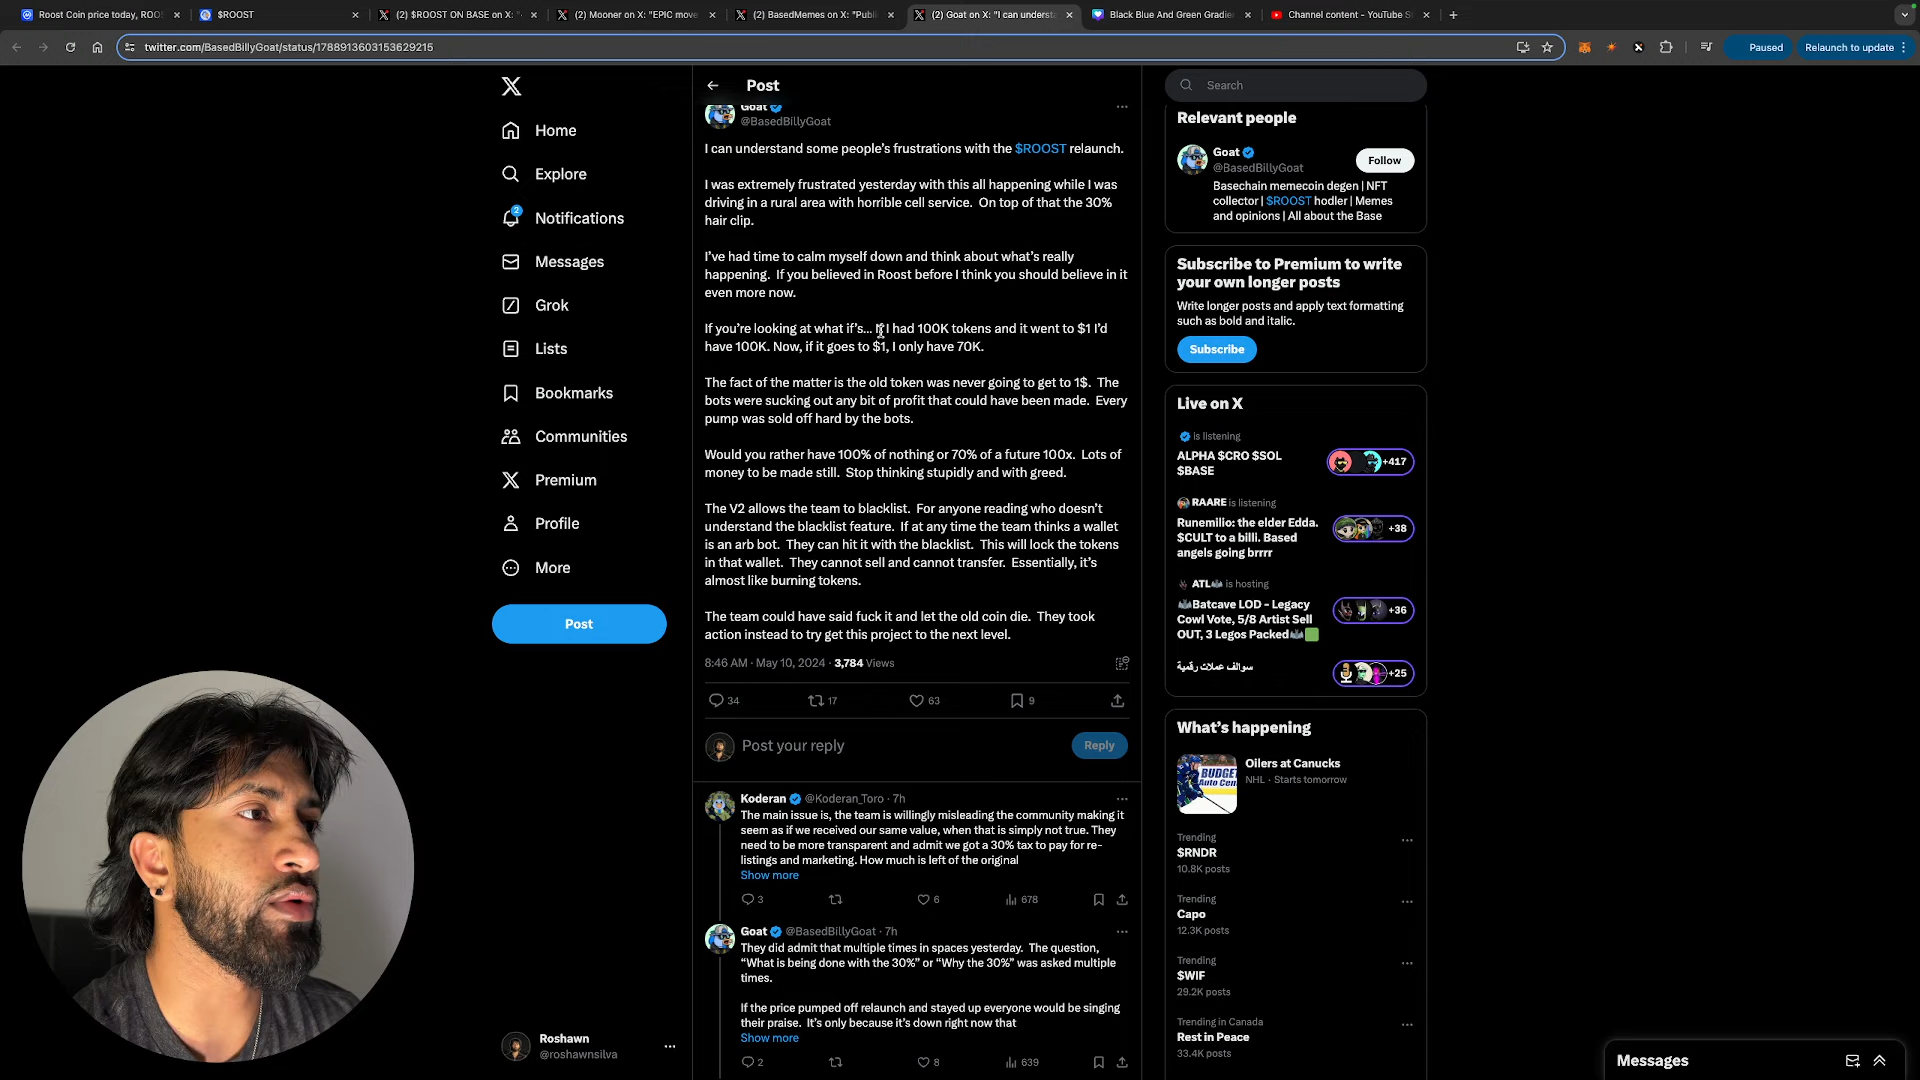 Roost Coin price today, ROO
$ROOST
(2) $ROOST ON BASE on X: "
(2) Mooner on X: "EPIC move
(2) BasedMemes on X: "Publi
(2) Goat on X: "I can understa
Black Blue And Green Gradie
Channel content - YouTube S
twitter.com/BasedBillyGoat/status/1788913603153629215
Paused
Relaunch to update
Home
Explore
2
Notifications
Messages
Grok
Lists
Bookmarks
Communities
Premium
Profile
More
Post
Roshawn
@roshawnsilva
Post
Goat
@BasedBillyGoat
I can understand some people's frustrations with the $ROOST relaunch.
I was extremely frustrated yesterday with this all happening while I was
driving in a rural area with horrible cell service.  On top of that the 30%
hair clip.
I've had time to calm myself down and think about what's really
happening.  If you believed in Roost before I think you should believe in it
even more now.
If you're looking at what if's... If I had 100K tokens and it went to $1 I'd
have 100K. Now, if it goes to $1, I only have 70K.
The fact of the matter is the old token was never going to get to 1$.  The
bots were sucking out any bit of profit that could have been made.  Every
pump was sold off hard by the bots.
Would you rather have 100% of nothing or 70% of a future 100x.  Lots of
money to be made still.  Stop thinking stupidly and with greed.
The V2 allows the team to blacklist.  For anyone reading who doesn't
understand the blacklist feature.  If at any time the team thinks a wallet
is an arb bot.  They can hit it with the blacklist.  This will lock the tokens
in that wallet.  They cannot sell and cannot transfer.  Essentially, it's
almost like burning tokens.
The team could have said fuck it and let the old coin die.  They took
action instead to try get this project to the next level.
8:46 AM · May 10, 2024 · 3,784 Views
34 17 63 9
Post your reply
Reply
Koderan @Koderan_Toro · 7h
The main issue is, the team is willingly misleading the community making it
seem as if we received our same value, when that is simply not true. They
need to be more transparent and admit we got a 30% tax to pay for re-
listings and marketing. How much is left of the original
Show more
3 6 678
Goat @BasedBillyGoat · 7h
They did admit that multiple times in spaces yesterday.  The question,
"What is being done with the 30%" or "Why the 30%" was asked multiple
times.
If the price pumped off relaunch and stayed up everyone would be singing
their praise.  It's only because it's down right now that
Show more
2 8 639
Search
Relevant people
Goat
@BasedBillyGoat
Follow
Basechain memecoin degen | NFT
collector | $ROOST hodler | Memes
and opinions | All about the Base
Subscribe to Premium to write
your own longer posts
Write longer posts and apply text formatting
such as bold and italic.
Subscribe
Live on X
is listening
ALPHA $CRO $SOL
$BASE
+417
RAARE is listening
Runemilio: the elder Edda.
$CULT to a billi. Based
angels going brrrr
+38
ATL is hosting
Batcave LOD - Legacy
Cowl Vote, 5/8 Artist Sell
OUT, 3 Legos Packed
+36
سوالف عملات رقمية
+25
What's happening
Oilers at Canucks
NHL · Starts tomorrow
Trending
$RNDR
10.8K posts
Trending
Capo
12.3K posts
Trending
$WIF
29.2K posts
Trending in Canada
Rest in Peace
33.4K posts
Messages